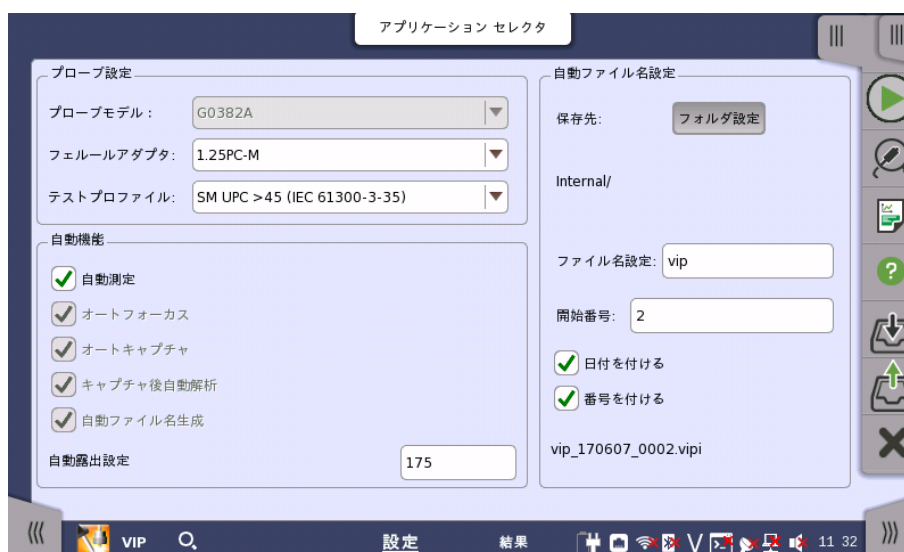 アプリケーション セレクタ
プローブ設定
プローブモデル :
G0382A
フェルールアダプタ:
1.25PC-M
テストプロファイル:
SM UPC >45 (IEC 61300-3-35)
自動機能
自動測定
オートフォーカス
オートキャプチャ
キャプチャ後自動解析
自動ファイル名生成
自動露出設定
175
自動ファイル名設定
保存先:
フォルダ設定
Internal/
ファイル名設定:
vip
開始番号:
2
日付を付ける
番号を付ける
vip_170607_0002.vipi
VIP
設定
結果
11 32